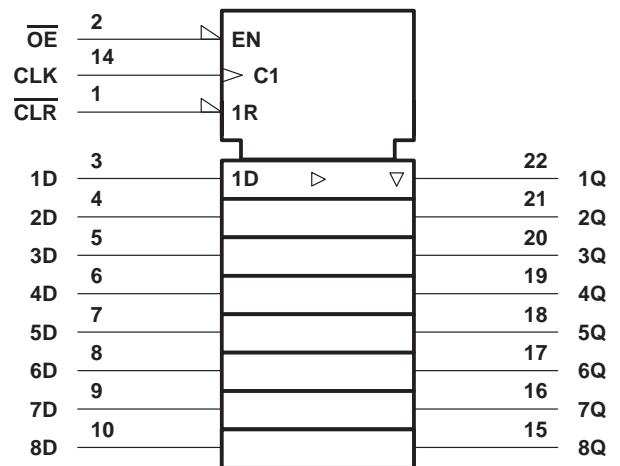 OE 2 EN
CLK 14 C1
CLR 1 1R
1D 3 1D 22 1Q
2D 4 21 2Q
3D 5 20 3Q
4D 6 19 4Q
5D 7 18 5Q
6D 8 17 6Q
7D 9 16 7Q
8D 10 15 8Q